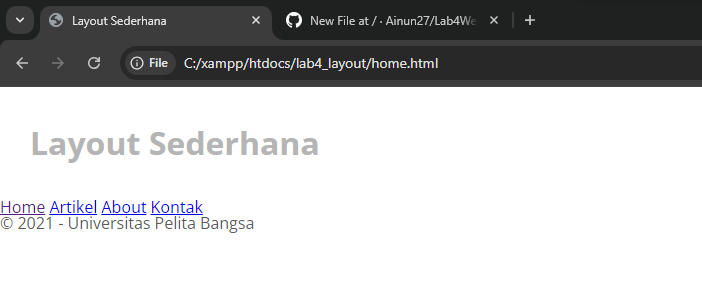 Layout Sederhana
New File at / · Ainun27/Lab4We
File C:/xampp/htdocs/lab4_layout/home.html
Layout Sederhana
Home Artikel About Kontak
© 2021 - Universitas Pelita Bangsa